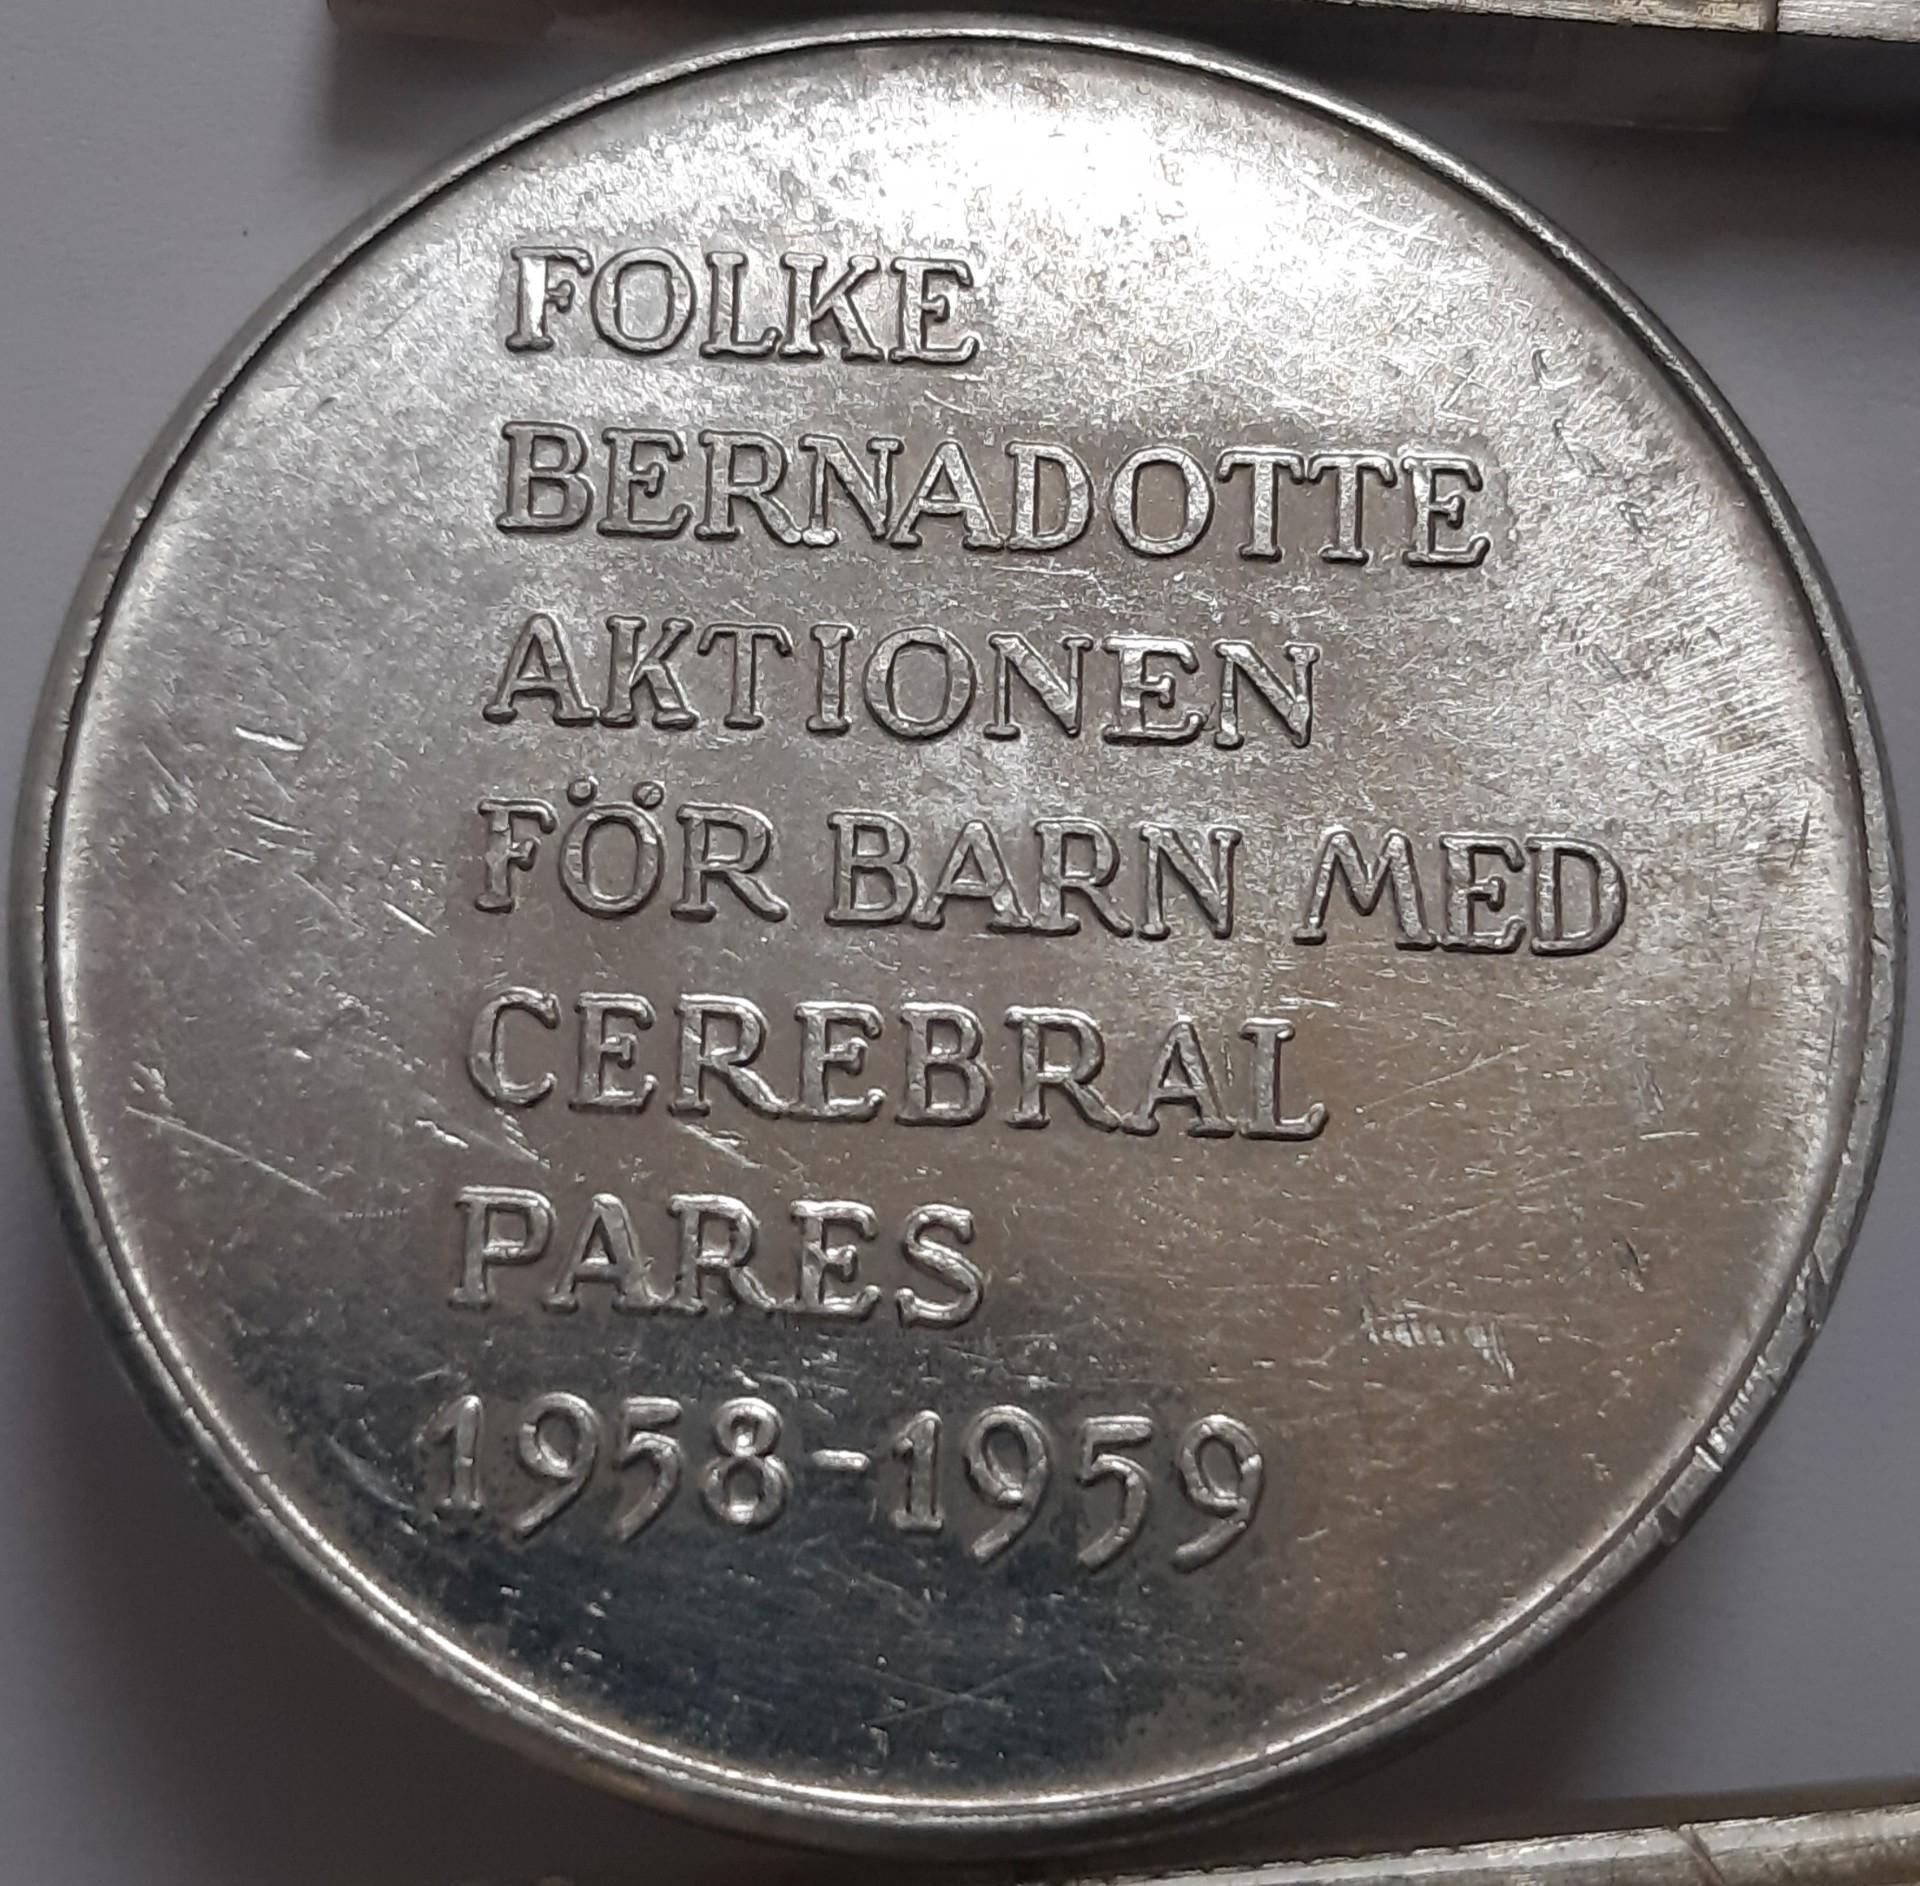 FOLKE
BERNADOTTE
AKTIONEN
FÖR BARN MED
CEREBRAL
PARES
1958-1959